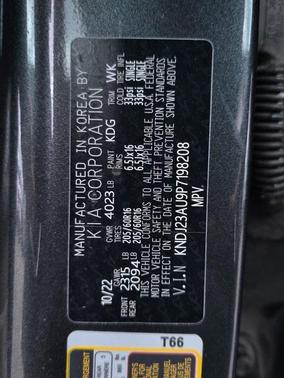 MANUFACTURED IN KOREA BY
KIA CORPORATION
10/22 GVWR 4023 LB PAINT KDG TRIM WK
TIRES RIMS COLD TIRE INFL
FRONT 2315 LB 205/60R16 6.5Jx16 33psi SINGLE
REAR 2094 LB 205/60R16 6.5Jx16 33psi SINGLE
THIS VEHICLE CONFORMS TO ALL APPLICABLE U.S.A. FEDERAL
MOTOR VEHICLE SAFETY AND THEFT PREVENTION STANDARDS
IN EFFECT ON THE DATE OF MANUFACTURE SHOWN ABOVE.
V.I.N KNDJ23AU9P7198208
MPV.
T66